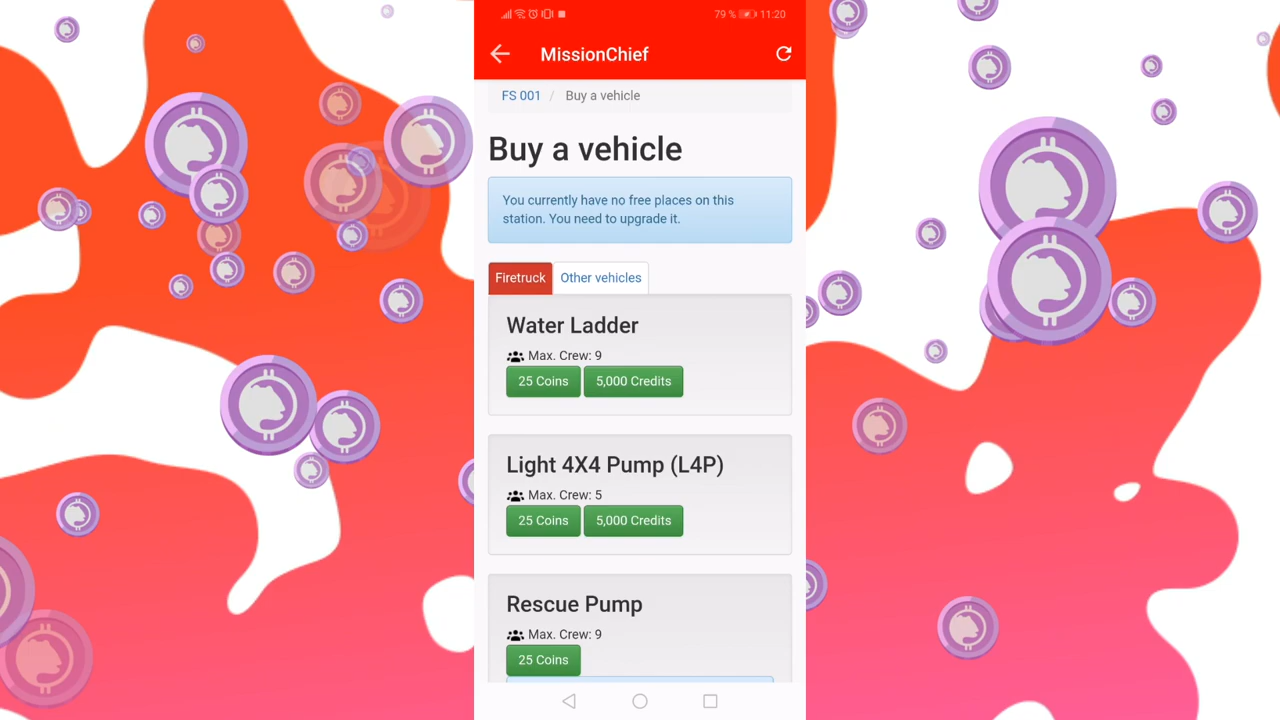 79 % 11:20
MissionChief
FS 001 / Buy a vehicle
Buy a vehicle
You currently have no free places on this
station. You need to upgrade it.
Firetruck Other vehicles
Water Ladder
Max. Crew: 9
25 Coins 5,000 Credits
Light 4X4 Pump (L4P)
Max. Crew: 5
25 Coins 5,000 Credits
Rescue Pump
Max. Crew: 9
25 Coins